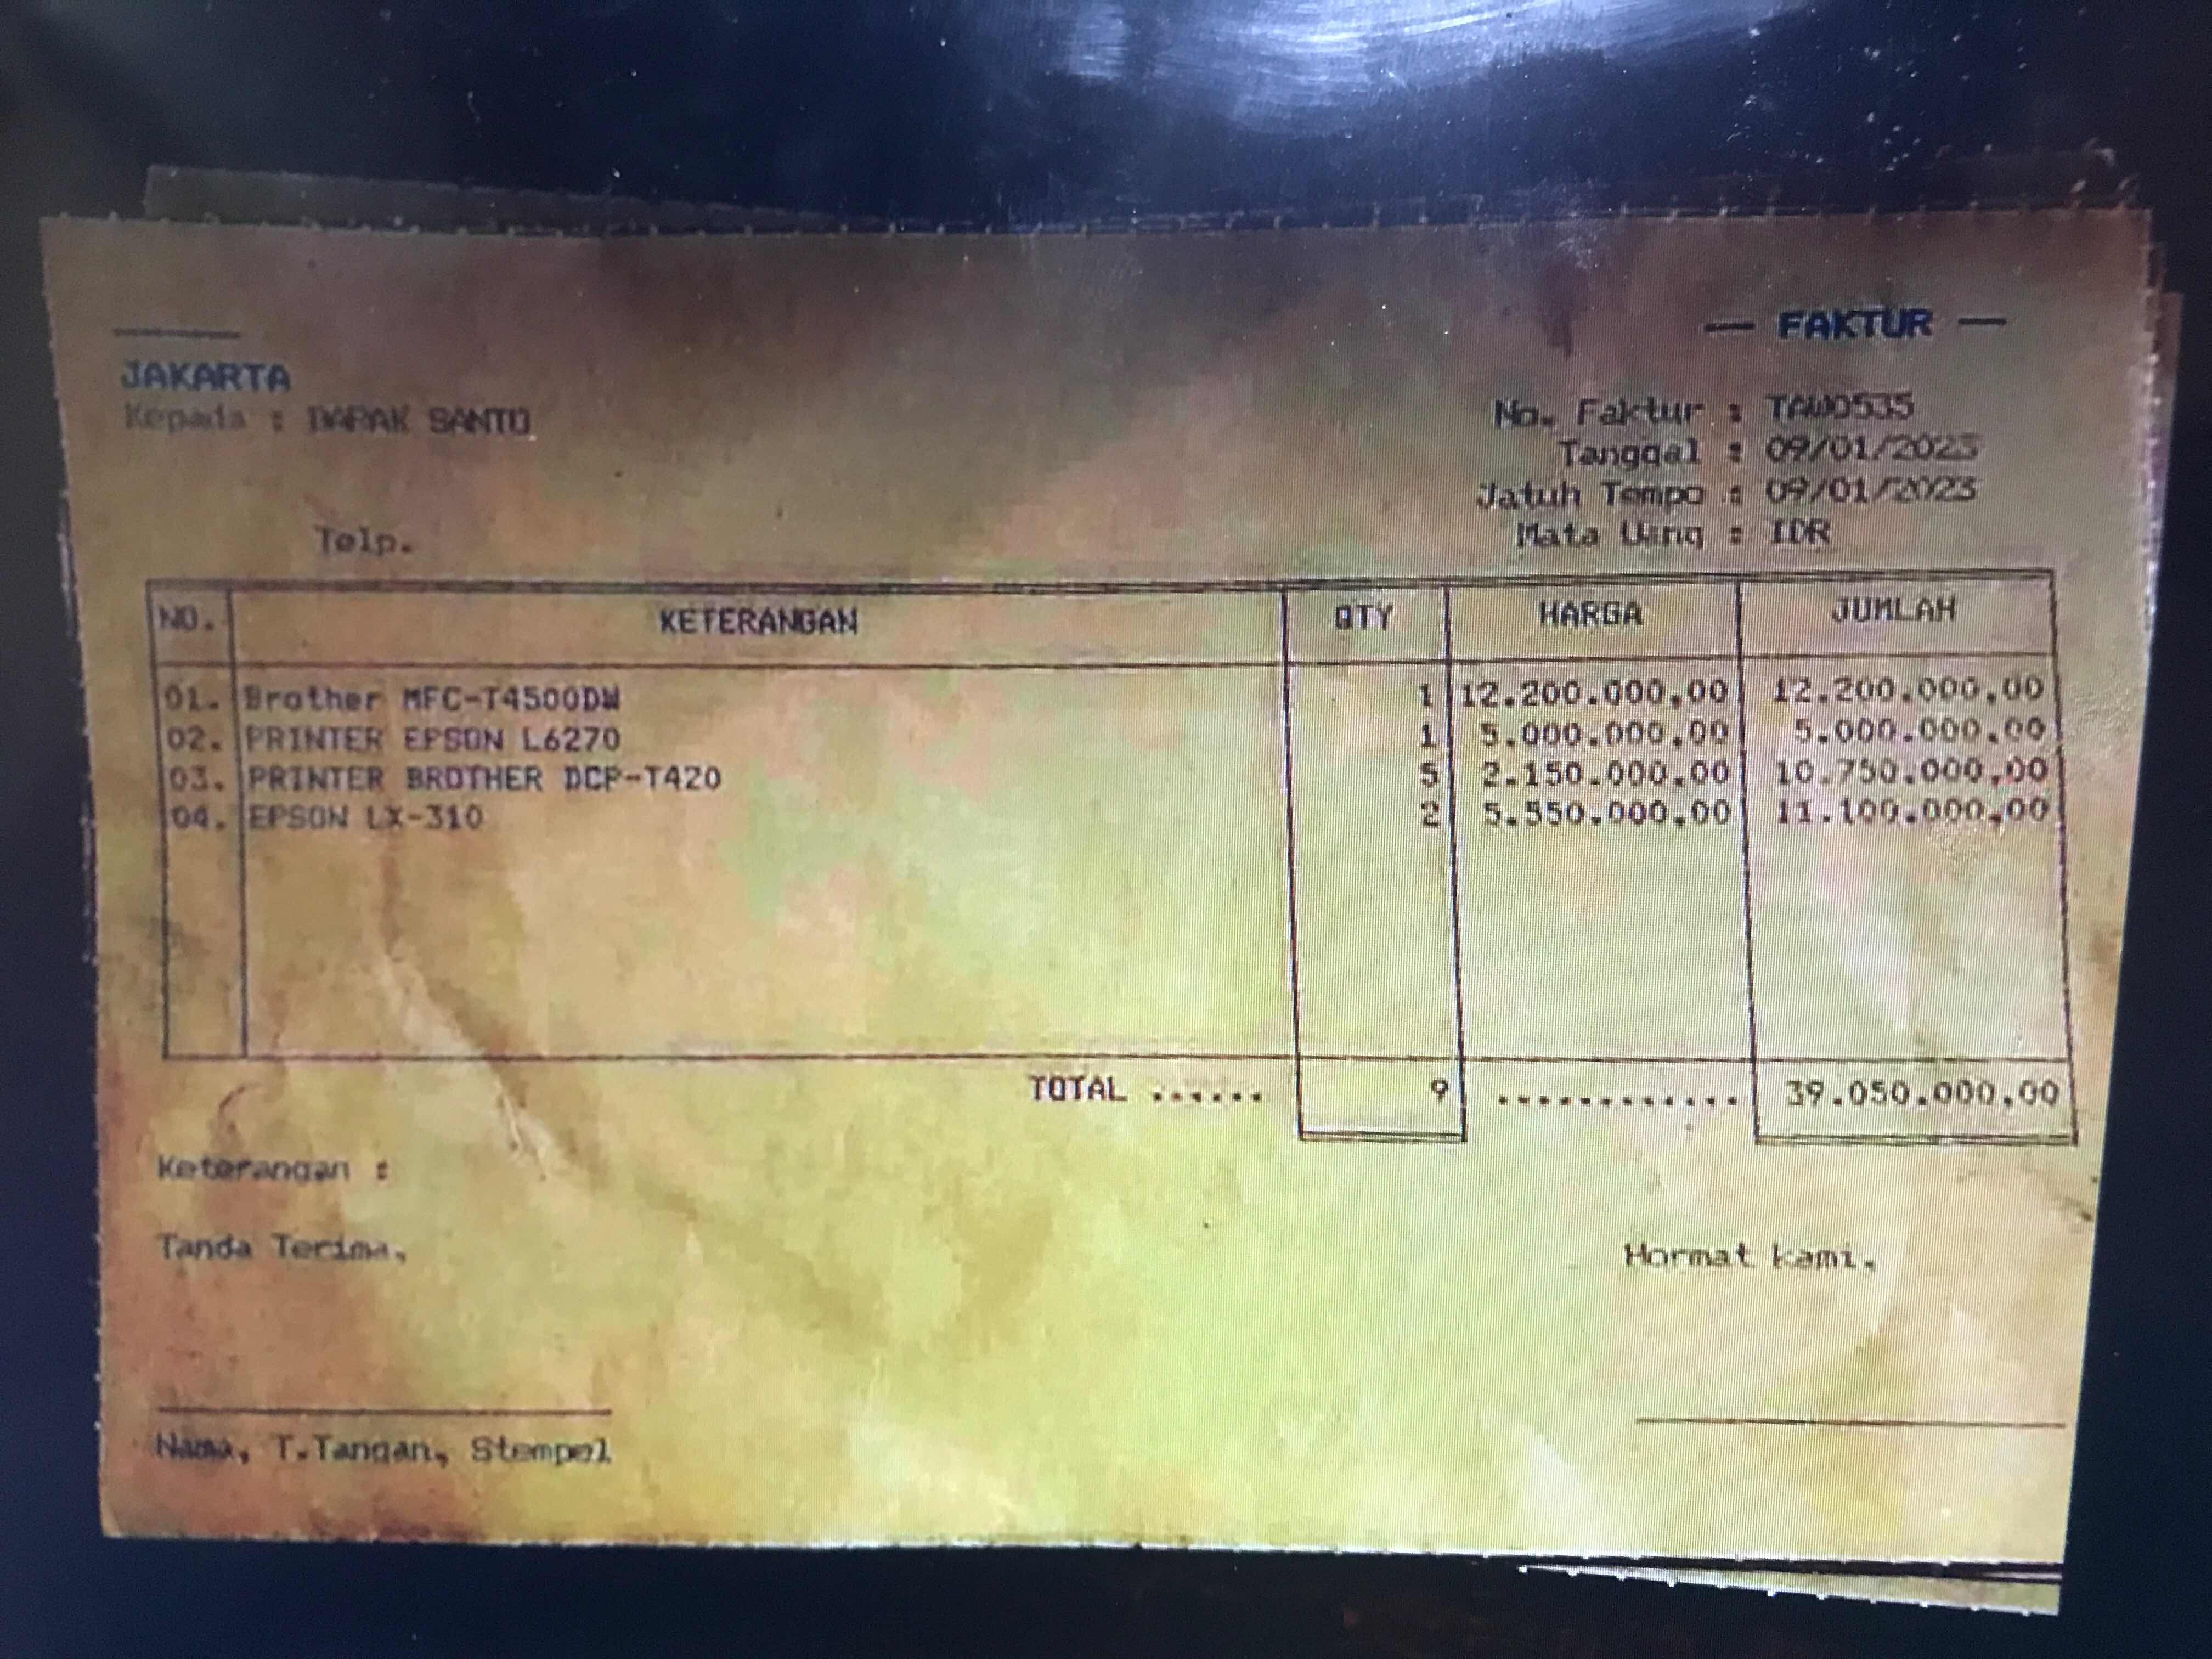 — FAKTUR —
JAKARTA
Kepada : DAPAK SANTO
No. Faktur : TAW0535
Tanggal : 09/01/2023
Jatuh Tempo : 09/01/2023
Telp.
Mata Uang : IDR
NO. KETERANGAN QTY HARGA JUMLAH
01. Brother MFC-T4500DW 1 12.200.000,00 12.200.000,00
02. PRINTER EPSON L6270 1 5.000.000,00 5.000.000,00
03. PRINTER BROTHER DCP-T420 5 2.150.000,00 10.750.000,00
04. EPSON LX-310 2 5.550.000,00 11.100.000,00
TOTAL ...... 9 ............ 39.050.000,00
Keterangan :
Tanda Terima, Hormat kami,
Nama, T.Tangan, Stempel